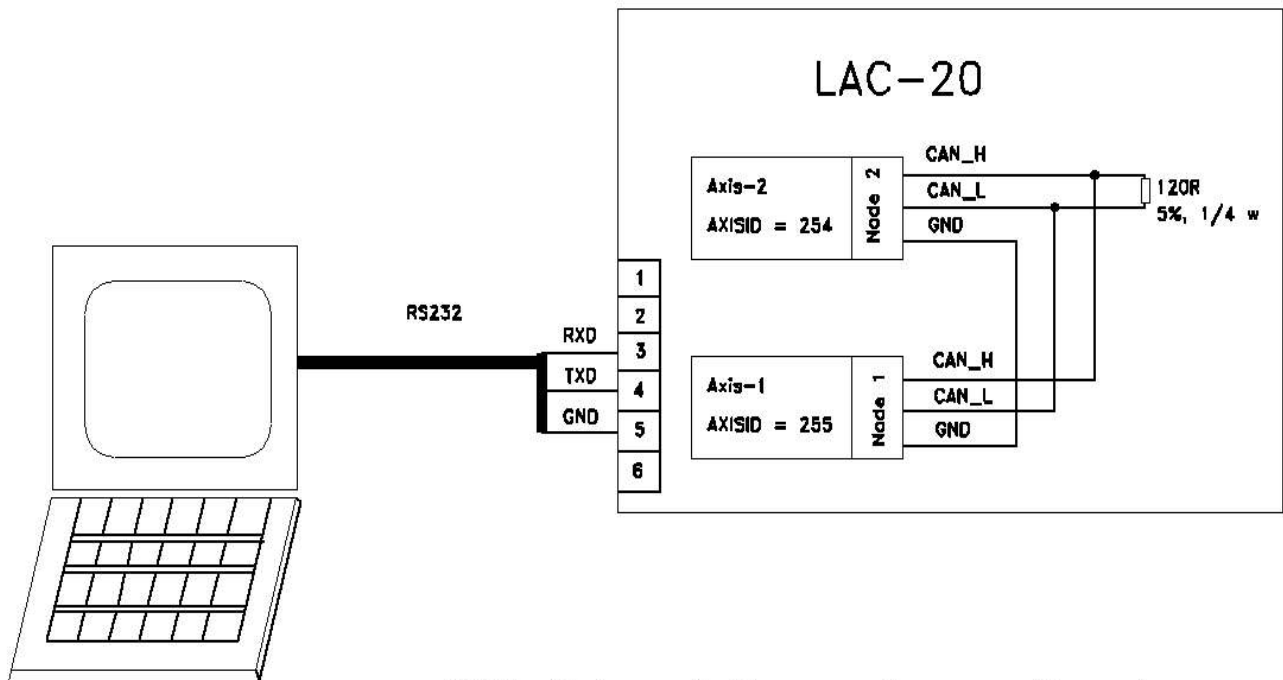 LAC-20
CAN_H
Axis-2
CAN_L
120R
AXISID = 254
Node 2
5%, 1/4 w
GND
1
RS232
2
RXD
3
CAN_H
TXD
4
Axis-1
CAN_L
GND
5
AXISID = 255
Node 1
GND
6